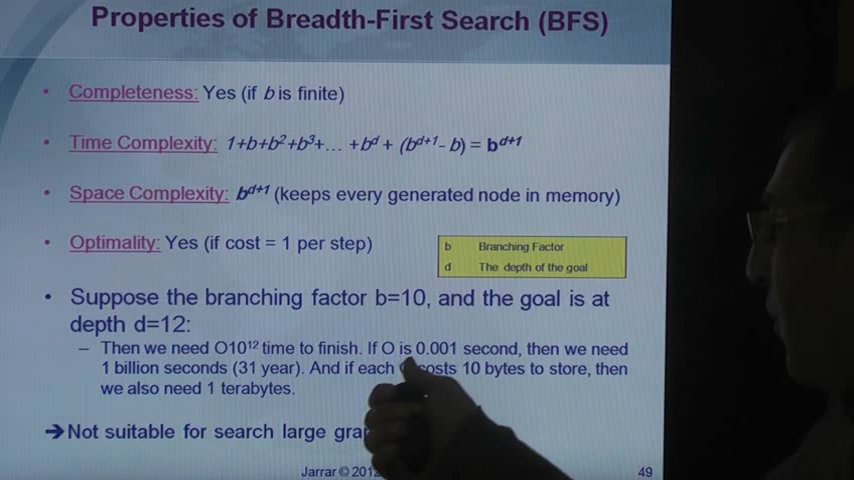 Properties of Breadth-First Search (BFS)
• Completeness: Yes (if b is finite)
• Time Complexity: 1+b+b²+b³+… +bᵈ + (bᵈ⁺¹- b) = bᵈ⁺¹
• Space Complexity: bᵈ⁺¹ (keeps every generated node in memory)
• Optimality: Yes (if cost = 1 per step)
b Branching Factor
d The depth of the goal
• Suppose the branching factor b=10, and the goal is at
depth d=12:
– Then we need O10¹² time to finish. If O is 0.001 second, then we need
1 billion seconds (31 year). And if each costs 10 bytes to store, then
we also need 1 terabytes.
➔Not suitable for search large
Jarrar © 2012
49